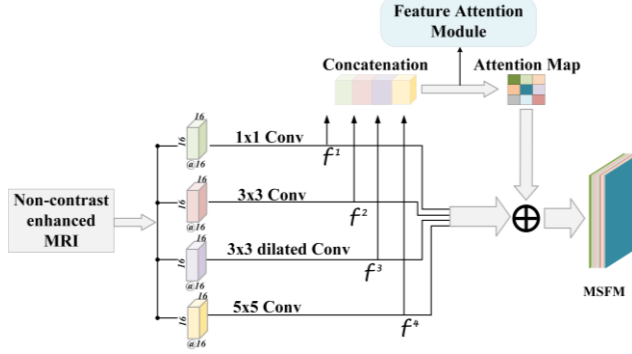 Feature Attention
Module
Concatenation
Attention Map
16
16
@16
1x1 Conv
f¹
16
16
@16
3x3 Conv
f²
Non-contrast
enhanced
MRI
16
16
@16
3x3 dilated Conv
f³
16
16
@16
5x5 Conv
f⁴
MSFM